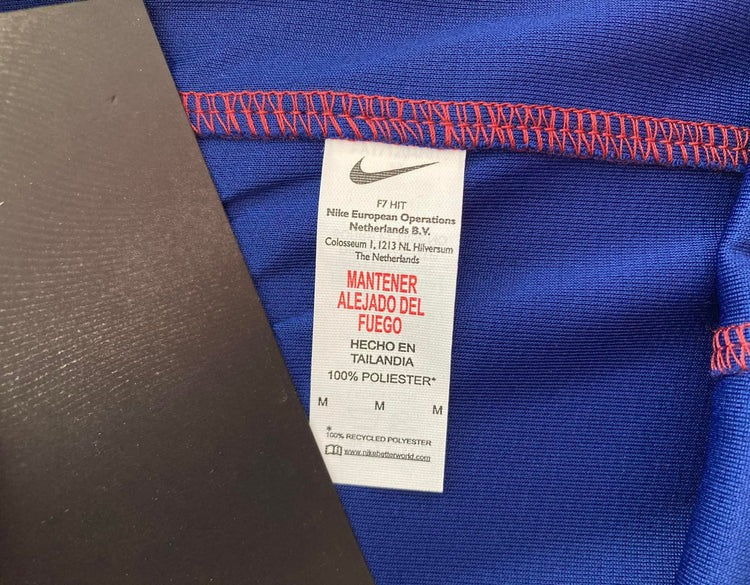 F7 HIT
Nike European Operations
Netherlands B.V.
Colosseum 1, 1213 NL Hilversum
The Netherlands
MANTENER
ALEJADO DEL
FUEGO
HECHO EN
TAILANDIA
100% POLIESTER*
M M M
*
100% RECYCLED POLYESTER
www.nikebetterworld.com